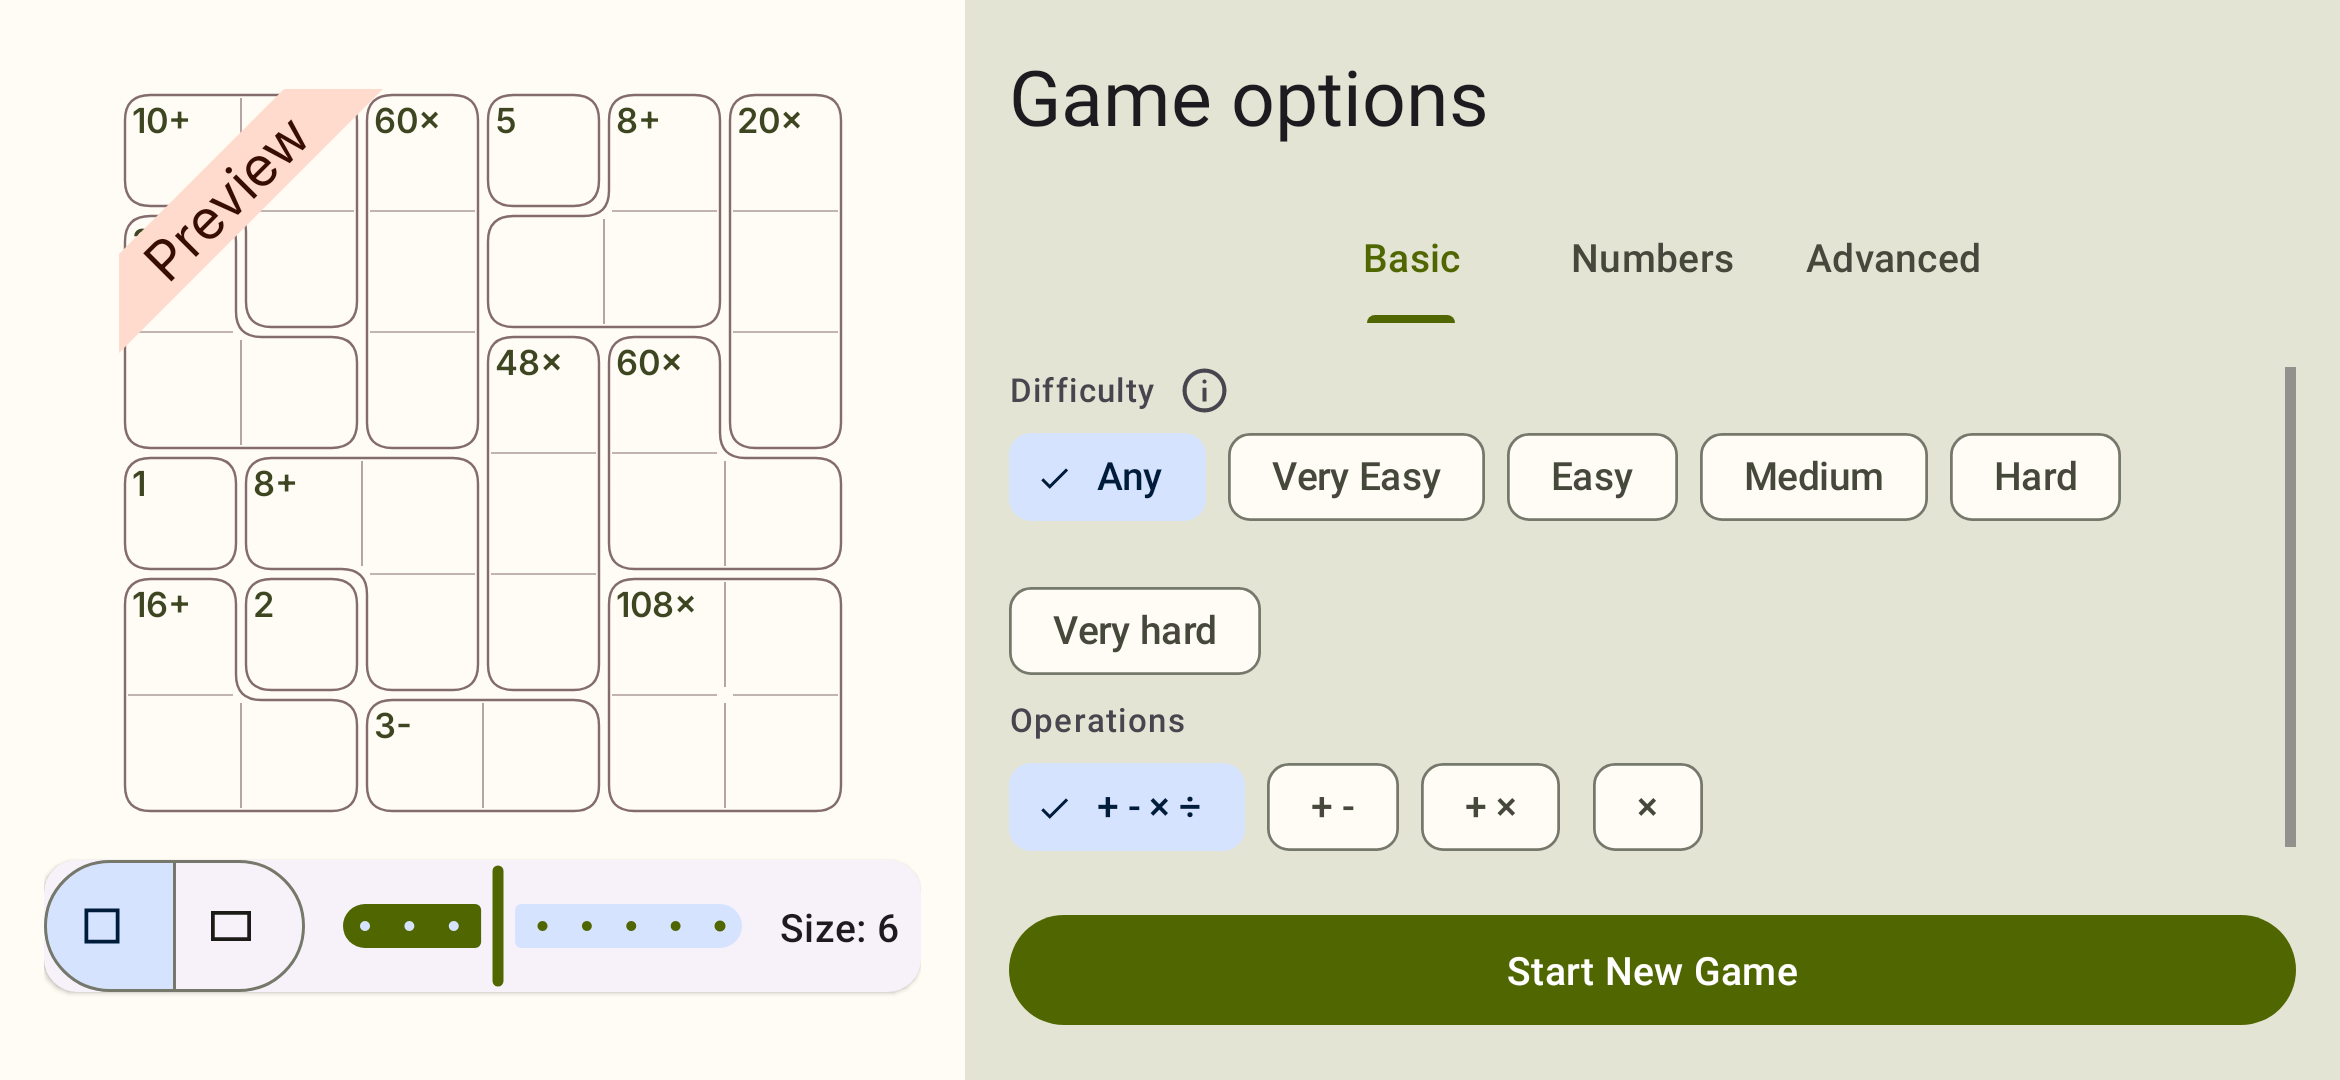 10+ 60× 5 8+ 20×
Preview
48× 60×
1 8+
16+ 2 108×
3-
Size: 6
Game options
Basic Numbers Advanced
Difficulty
Any Very Easy Easy Medium Hard
Very hard
Operations
+ - × ÷ + - + × ×
Start New Game